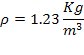 ρ = 1.23 Kg/m³